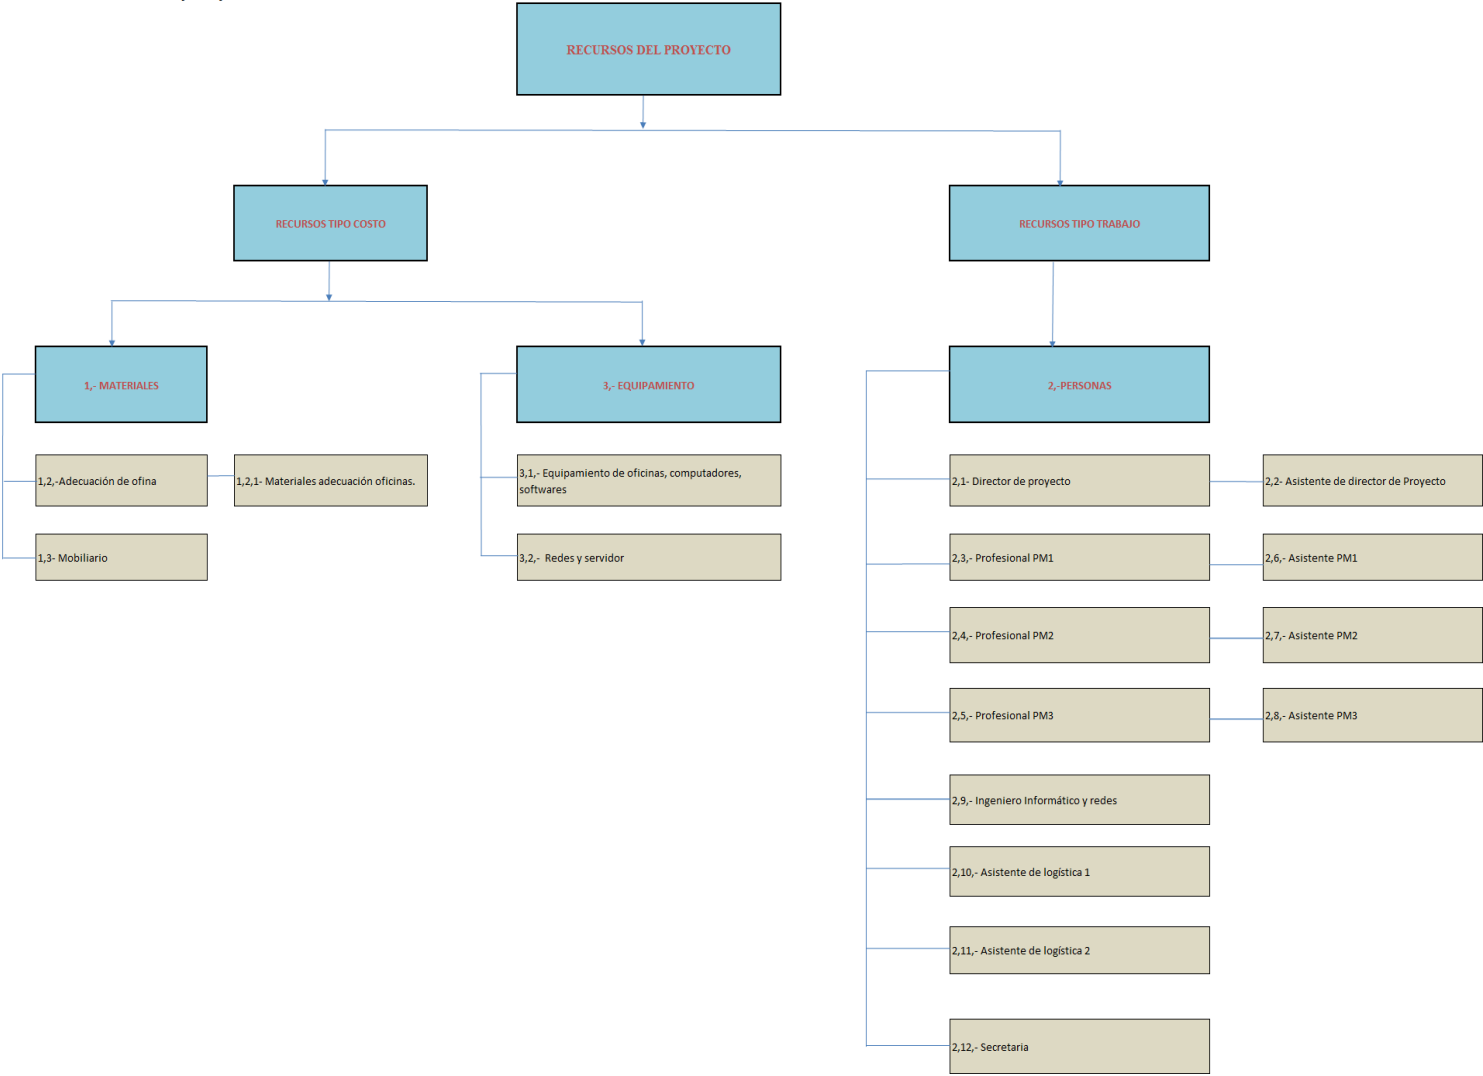 RECURSOS DEL PROYECTO
RECURSOS TIPO COSTO
RECURSOS TIPO TRABAJO
1,- MATERIALES
3,- EQUIPAMIENTO
2,-PERSONAS
1,2,-Adecuación de ofina
1,2,1- Materiales adecuación oficinas.
3,1,- Equipamiento de oficinas, computadores,
softwares
2,1- Director de proyecto
2,2- Asistente de director de Proyecto
1,3- Mobiliario
3,2,- Redes y servidor
2,3,- Profesional PM1
2,6,- Asistente PM1
2,4,- Profesional PM2
2,7,- Asistente PM2
2,5,- Profesional PM3
2,8,- Asistente PM3
2,9,- Ingeniero Informático y redes
2,10,- Asistente de logística 1
2,11,- Asistente de logística 2
2,12,- Secretaria